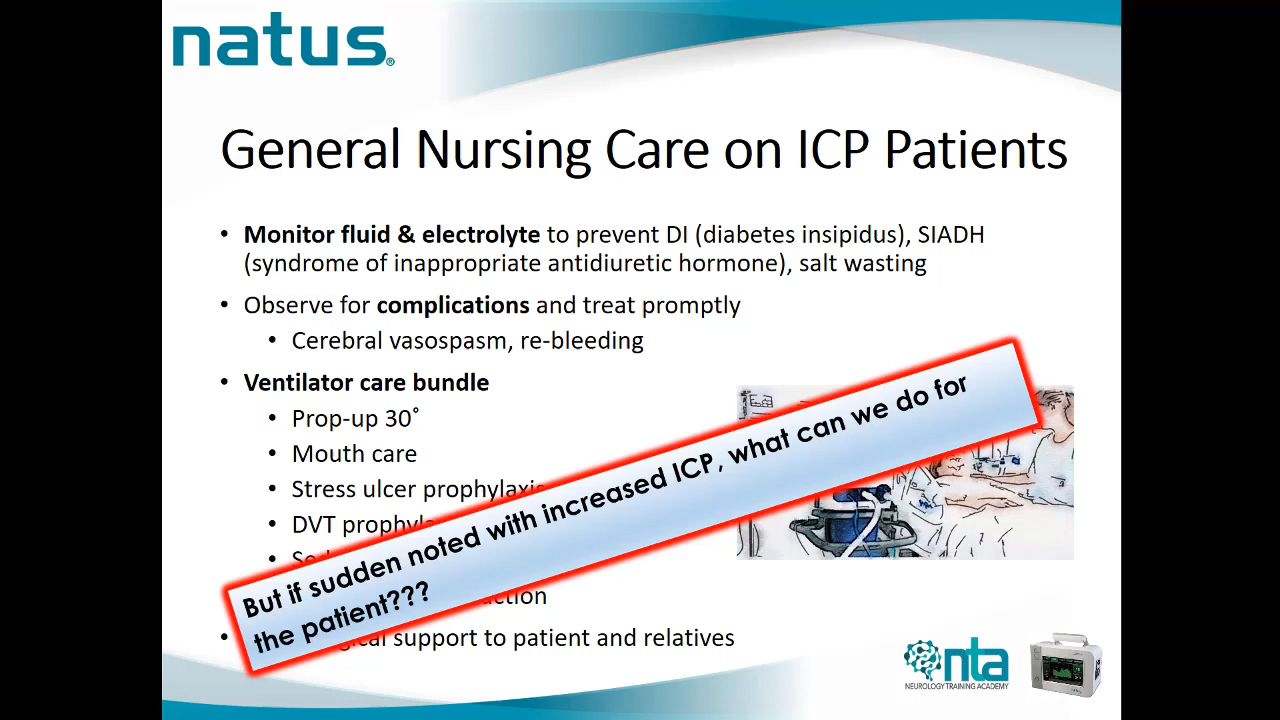 natus®
General Nursing Care on ICP Patients
• Monitor fluid & electrolyte to prevent DI (diabetes insipidus), SIADH
(syndrome of inappropriate antidiuretic hormone), salt wasting
• Observe for complications and treat promptly
• Cerebral vasospasm, re-bleeding
• Ventilator care bundle
• Prop-up 30˚
• Mouth care
• Stress ulcer prophylaxis
• DVT
•
• support to patient and relatives
But if sudden noted with increased ICP, what can we do for
the patient???
nta
NEUROLOGY TRAINING ACADEMY